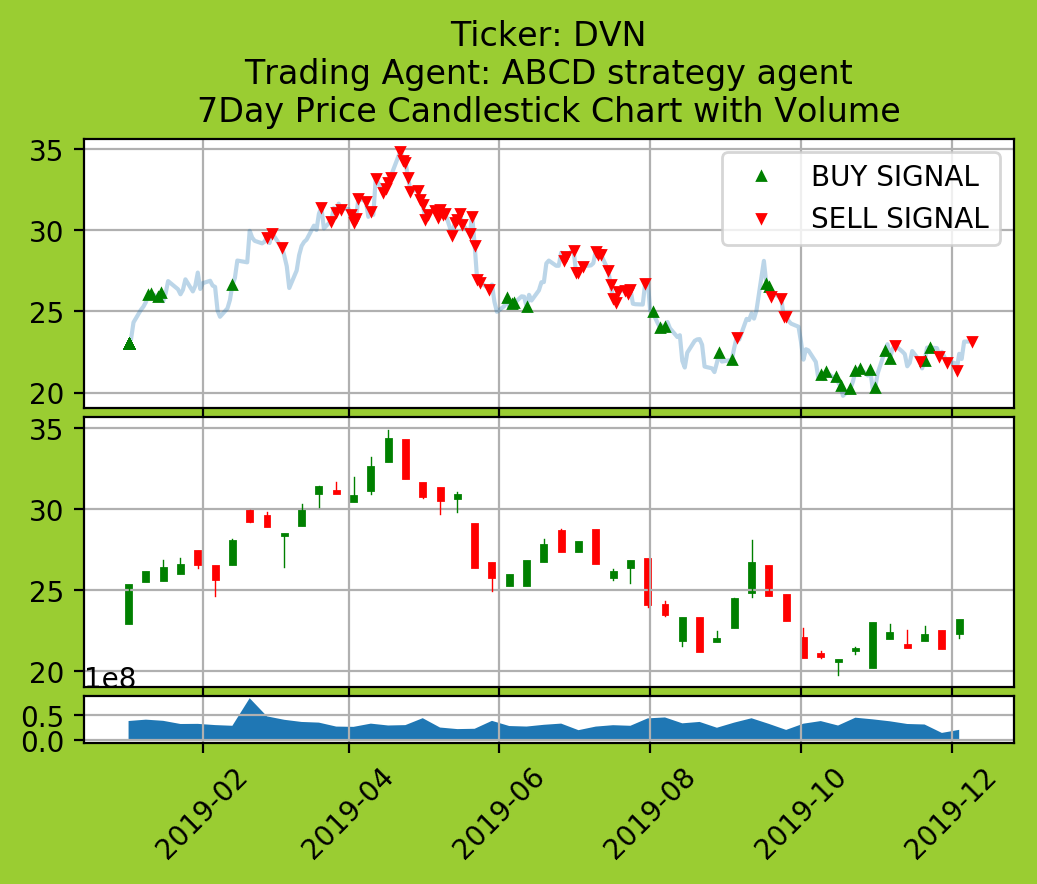 Ticker: DVN
Trading Agent: ABCD strategy agent
7Day Price Candlestick Chart with Volume
35
30
25
20
BUY SIGNAL
SELL SIGNAL
35
30
25
20
1e8
0.5
0.0
2019-02
2019-04
2019-06
2019-08
2019-10
2019-12